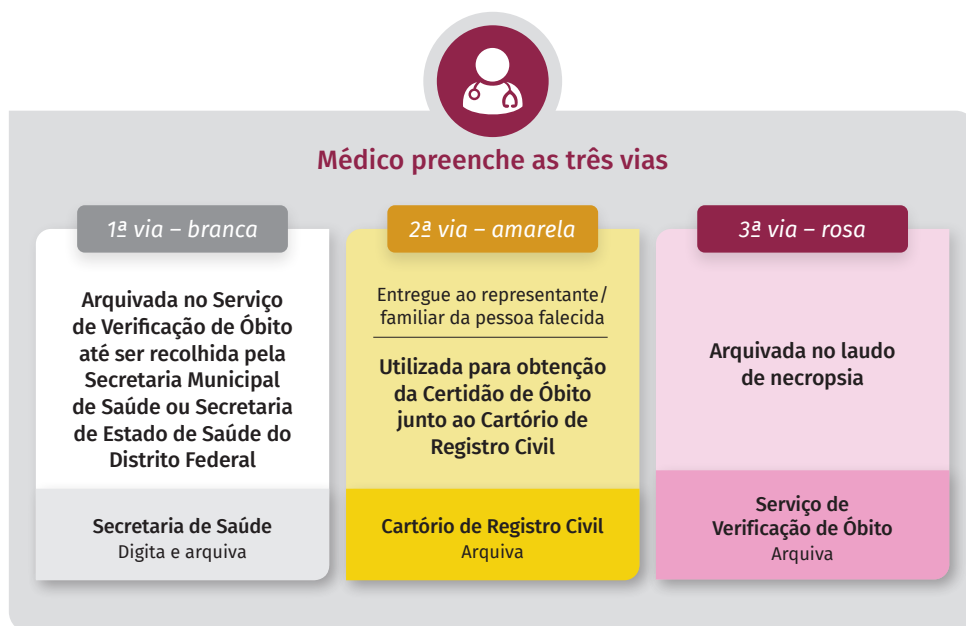 Médico preenche as três vias
1ª via – branca
Arquivada no Serviço
de Verificação de Óbito
até ser recolhida pela
Secretaria Municipal
de Saúde ou Secretaria
de Estado de Saúde do
Distrito Federal
Secretaria de Saúde
Digita e arquiva
2ª via – amarela
Entregue ao representante/
familiar da pessoa falecida
Utilizada para obtenção
da Certidão de Óbito
junto ao Cartório de
Registro Civil
Cartório de Registro Civil
Arquiva
3ª via – rosa
Arquivada no laudo
de necropsia
Serviço de
Verificação de Óbito
Arquiva